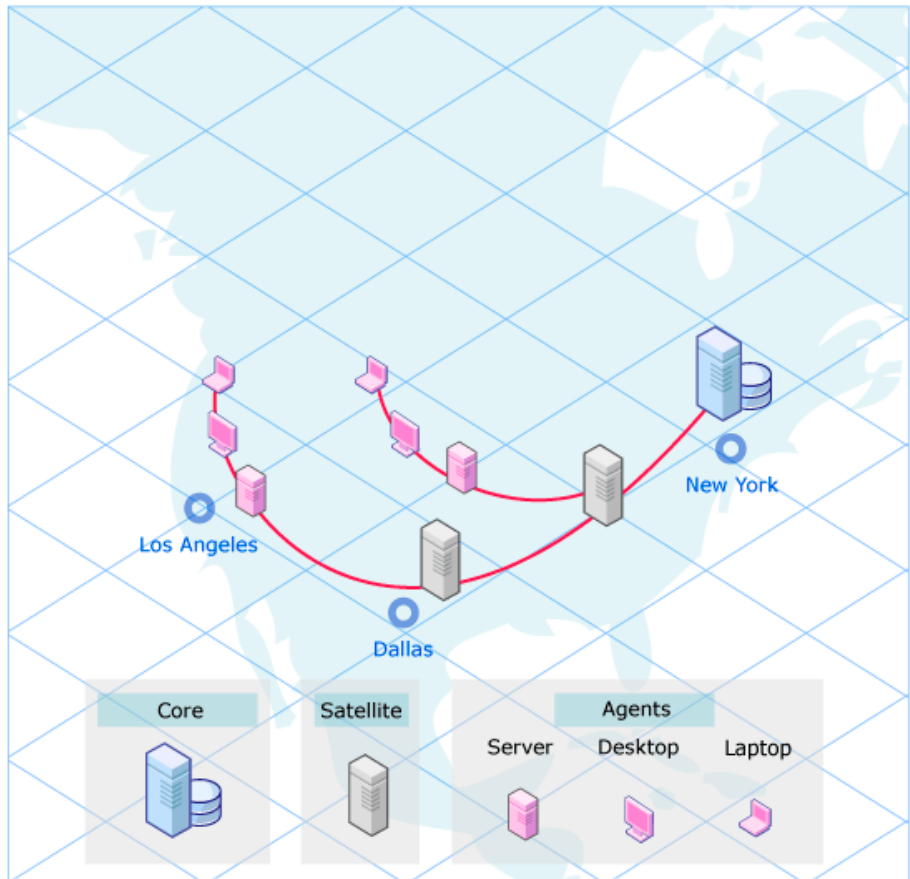 New York
Los Angeles
Dallas
Core
Satellite
Agents
Server
Desktop
Laptop